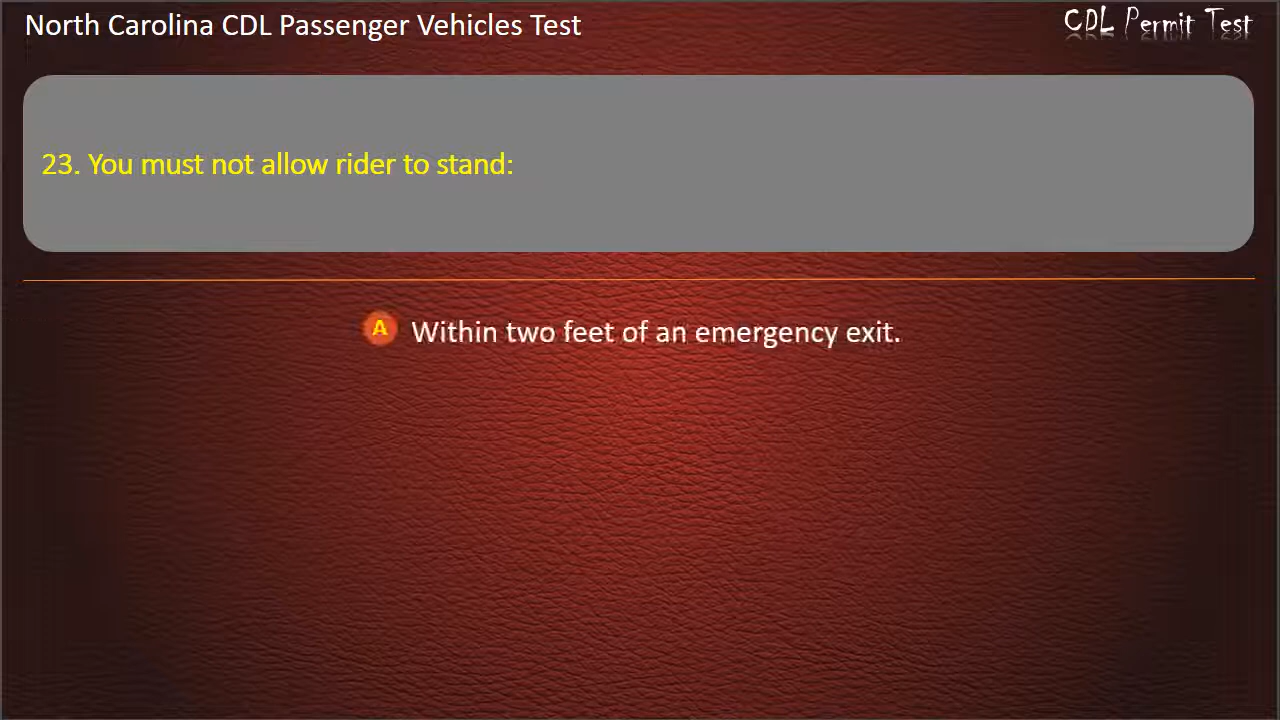 North Carolina CDL Passenger Vehicles Test
CDL Permit Test
23. You must not allow rider to stand:
A Within two feet of an emergency exit.